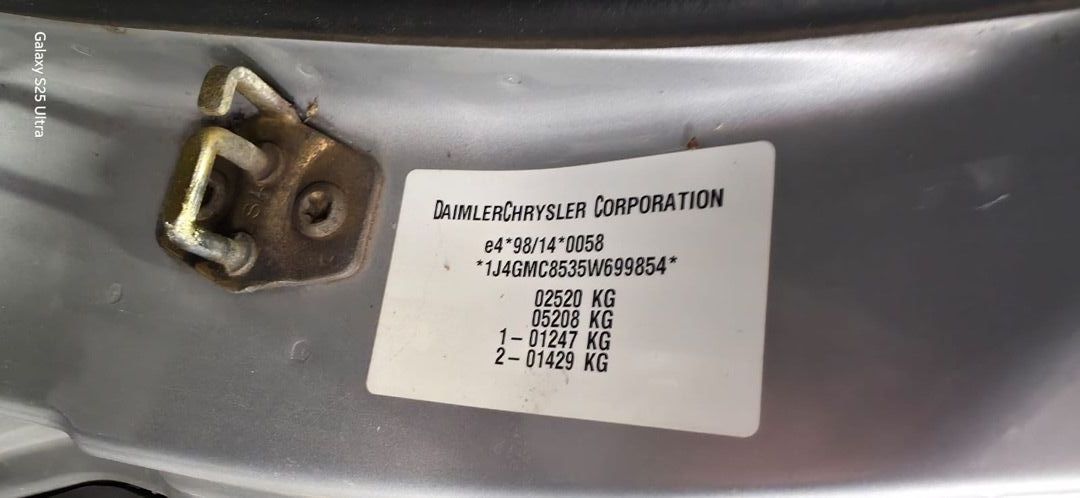 Galaxy S25 Ultra
DAIMLERCHRYSLER CORPORATION
e4*98/14*0058
*1J4GMC8535W699854*
02520 KG
05208 KG
1- 01247 KG
2- 01429 KG